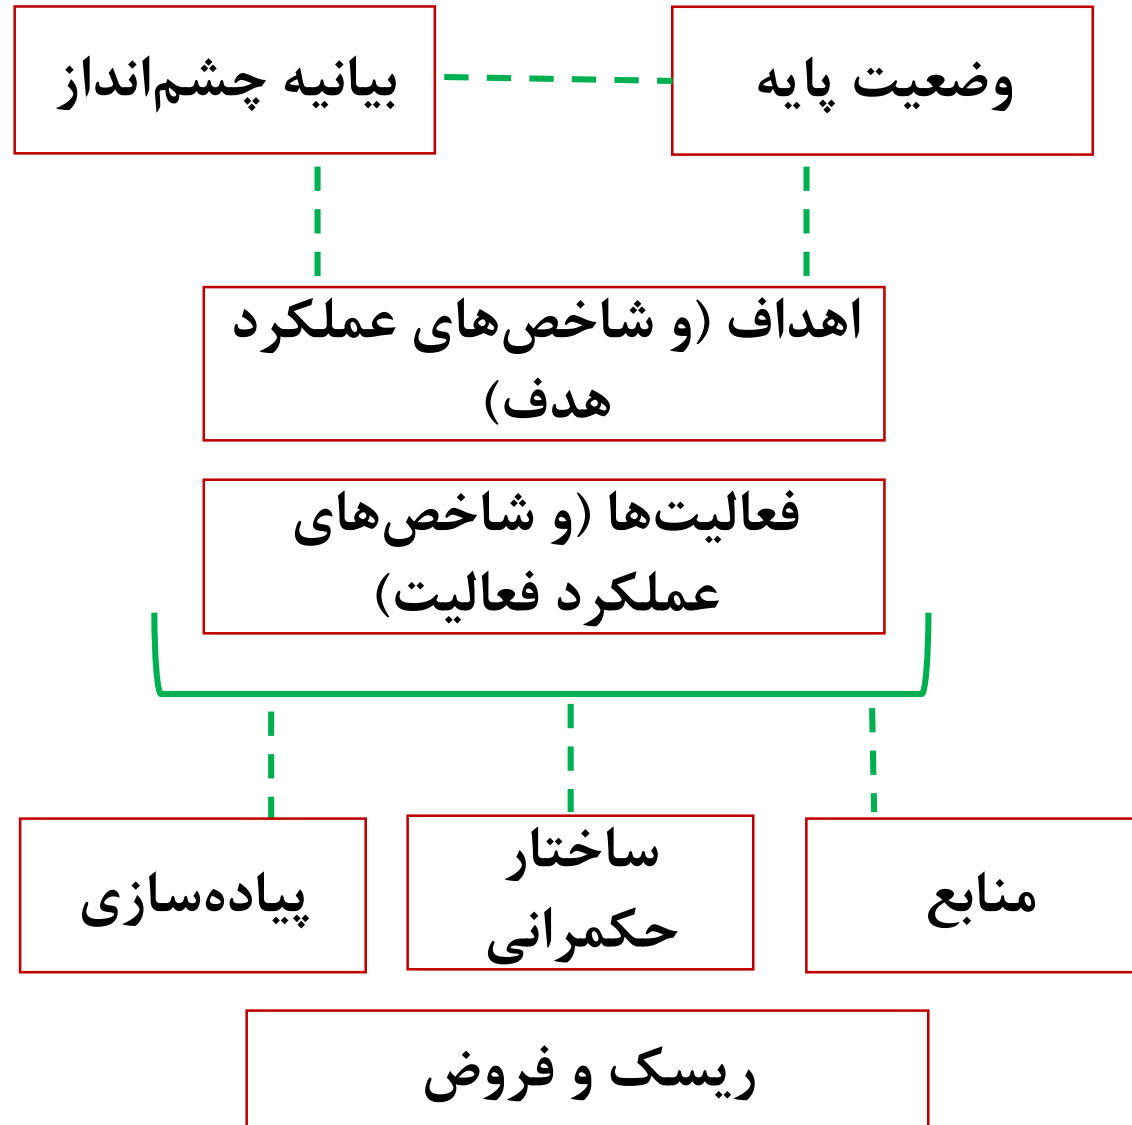 وضعیت پایه
بیانیه چشم‌انداز
اهداف (و شاخص‌های عملکرد
هدف)
فعالیت‌ها (و شاخص‌های
عملکرد فعالیت)
منابع
ساختار
حکمرانی
پیاده‌سازی
ریسک و فروض